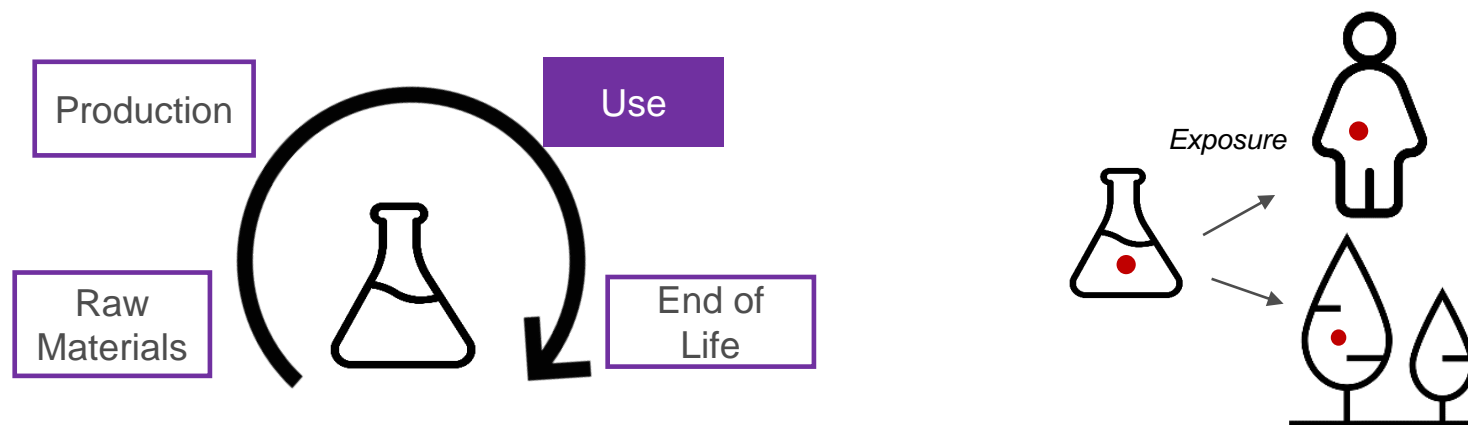 Production
Use
Exposure
Raw
Materials
End of
Life